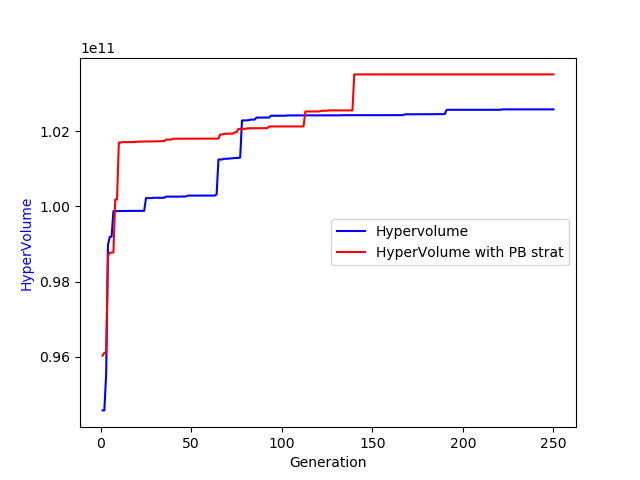 1e11
1.02
1.00
0.98
0.96
HyperVolume
Hypervolume
HyperVolume with PB strat
0
50
100
150
200
250
Generation